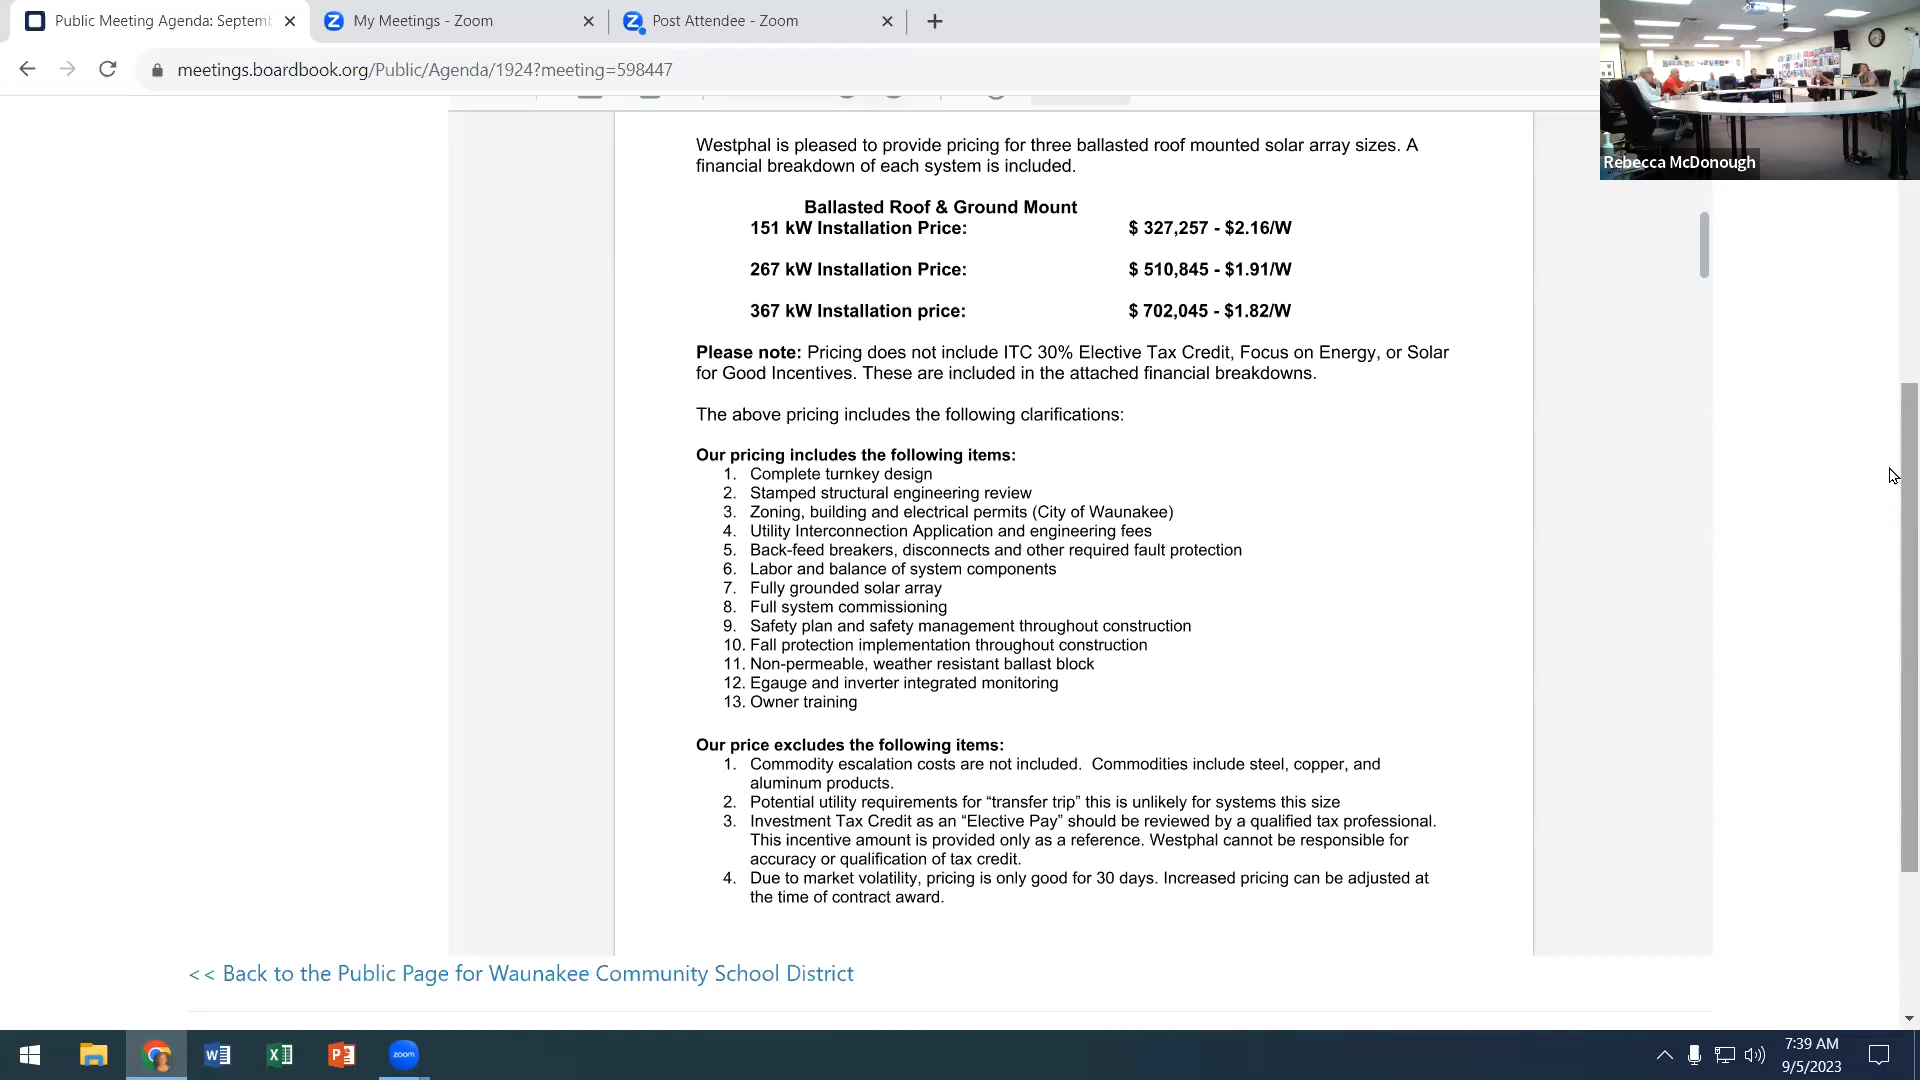 Public Meeting Agenda: Septemb
My Meetings - Zoom
Post Attendee - Zoom
meetings.boardbook.org/Public/Agenda/1924?meeting=598447
Rebecca McDonough
Westphal is pleased to provide pricing for three ballasted roof mounted solar array sizes. A
financial breakdown of each system is included.
Ballasted Roof & Ground Mount
151 kW Installation Price: $ 327,257 - $2.16/W
267 kW Installation Price: $ 510,845 - $1.91/W
367 kW Installation price: $ 702,045 - $1.82/W
Please note: Pricing does not include ITC 30% Elective Tax Credit, Focus on Energy, or Solar
for Good Incentives. These are included in the attached financial breakdowns.
The above pricing includes the following clarifications:
Our pricing includes the following items:
1. Complete turnkey design
2. Stamped structural engineering review
3. Zoning, building and electrical permits (City of Waunakee)
4. Utility Interconnection Application and engineering fees
5. Back-feed breakers, disconnects and other required fault protection
6. Labor and balance of system components
7. Fully grounded solar array
8. Full system commissioning
9. Safety plan and safety management throughout construction
10. Fall protection implementation throughout construction
11. Non-permeable, weather resistant ballast block
12. Egauge and inverter integrated monitoring
13. Owner training
Our price excludes the following items:
1. Commodity escalation costs are not included.  Commodities include steel, copper, and
aluminum products.
2. Potential utility requirements for “transfer trip” this is unlikely for systems this size
3. Investment Tax Credit as an “Elective Pay” should be reviewed by a qualified tax professional.
This incentive amount is provided only as a reference. Westphal cannot be responsible for
accuracy or qualification of tax credit.
4. Due to market volatility, pricing is only good for 30 days. Increased pricing can be adjusted at
the time of contract award.
<< Back to the Public Page for Waunakee Community School District
zoom
7:39 AM
9/5/2023